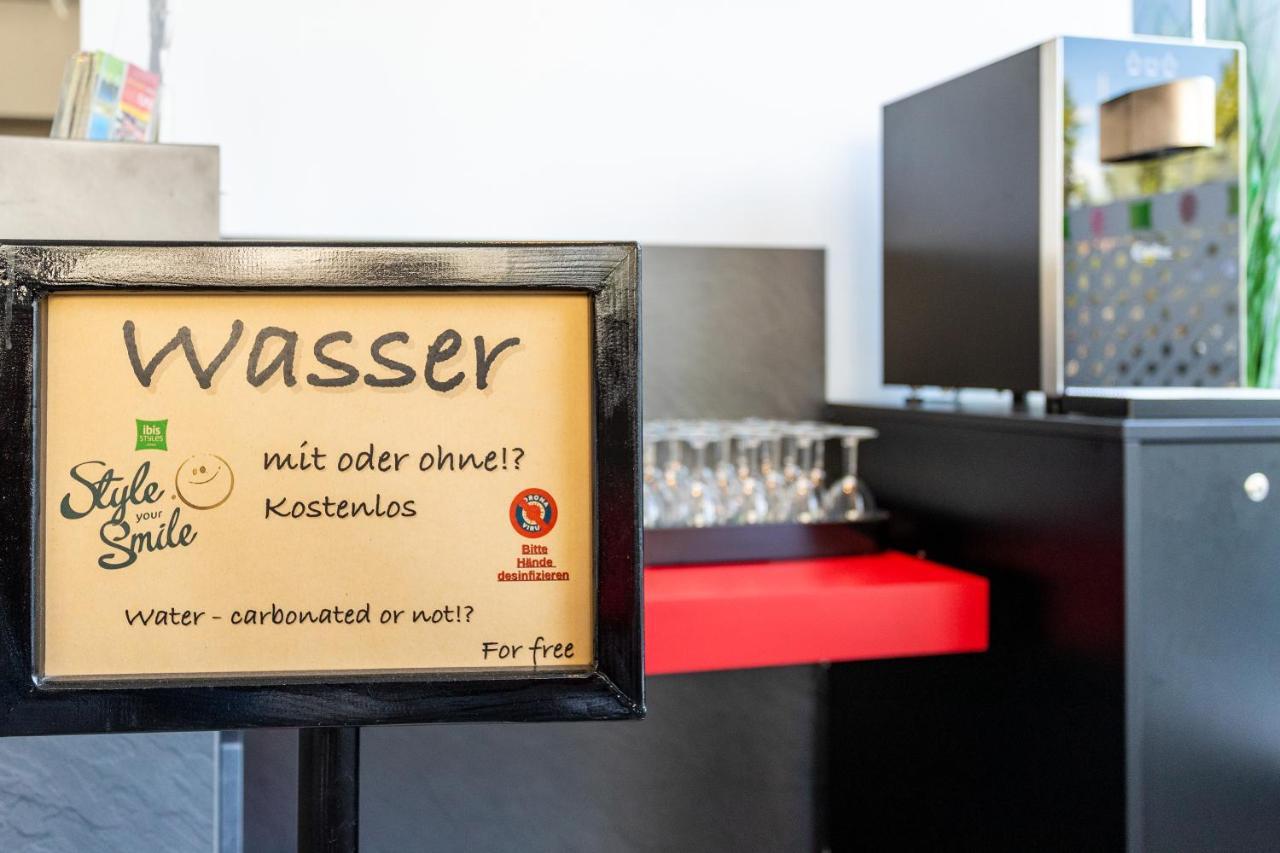 Wasser
ibis
STYLES
mit oder ohne!?
Kostenlos
Style
your
Smile
Bitte
Hände
desinfizieren
Water - carbonated or not!?
For free